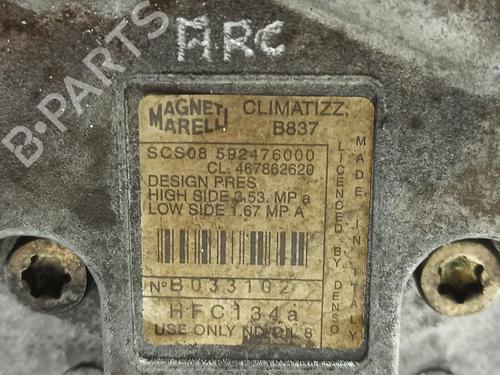 ARC
B-PARTS
MAGNETI MARELLI
CLIMATIZZ;
B837
SCS08 592476000
CL. 467862620
DESIGN PRES
HIGH SIDE 3.53. MP a
LOW SIDE 1.67 MP.A
Nº B033102
HFC134a
USE ONLY ND-OIL 8
LICENCED BY DENSO
MADE IN ITALY